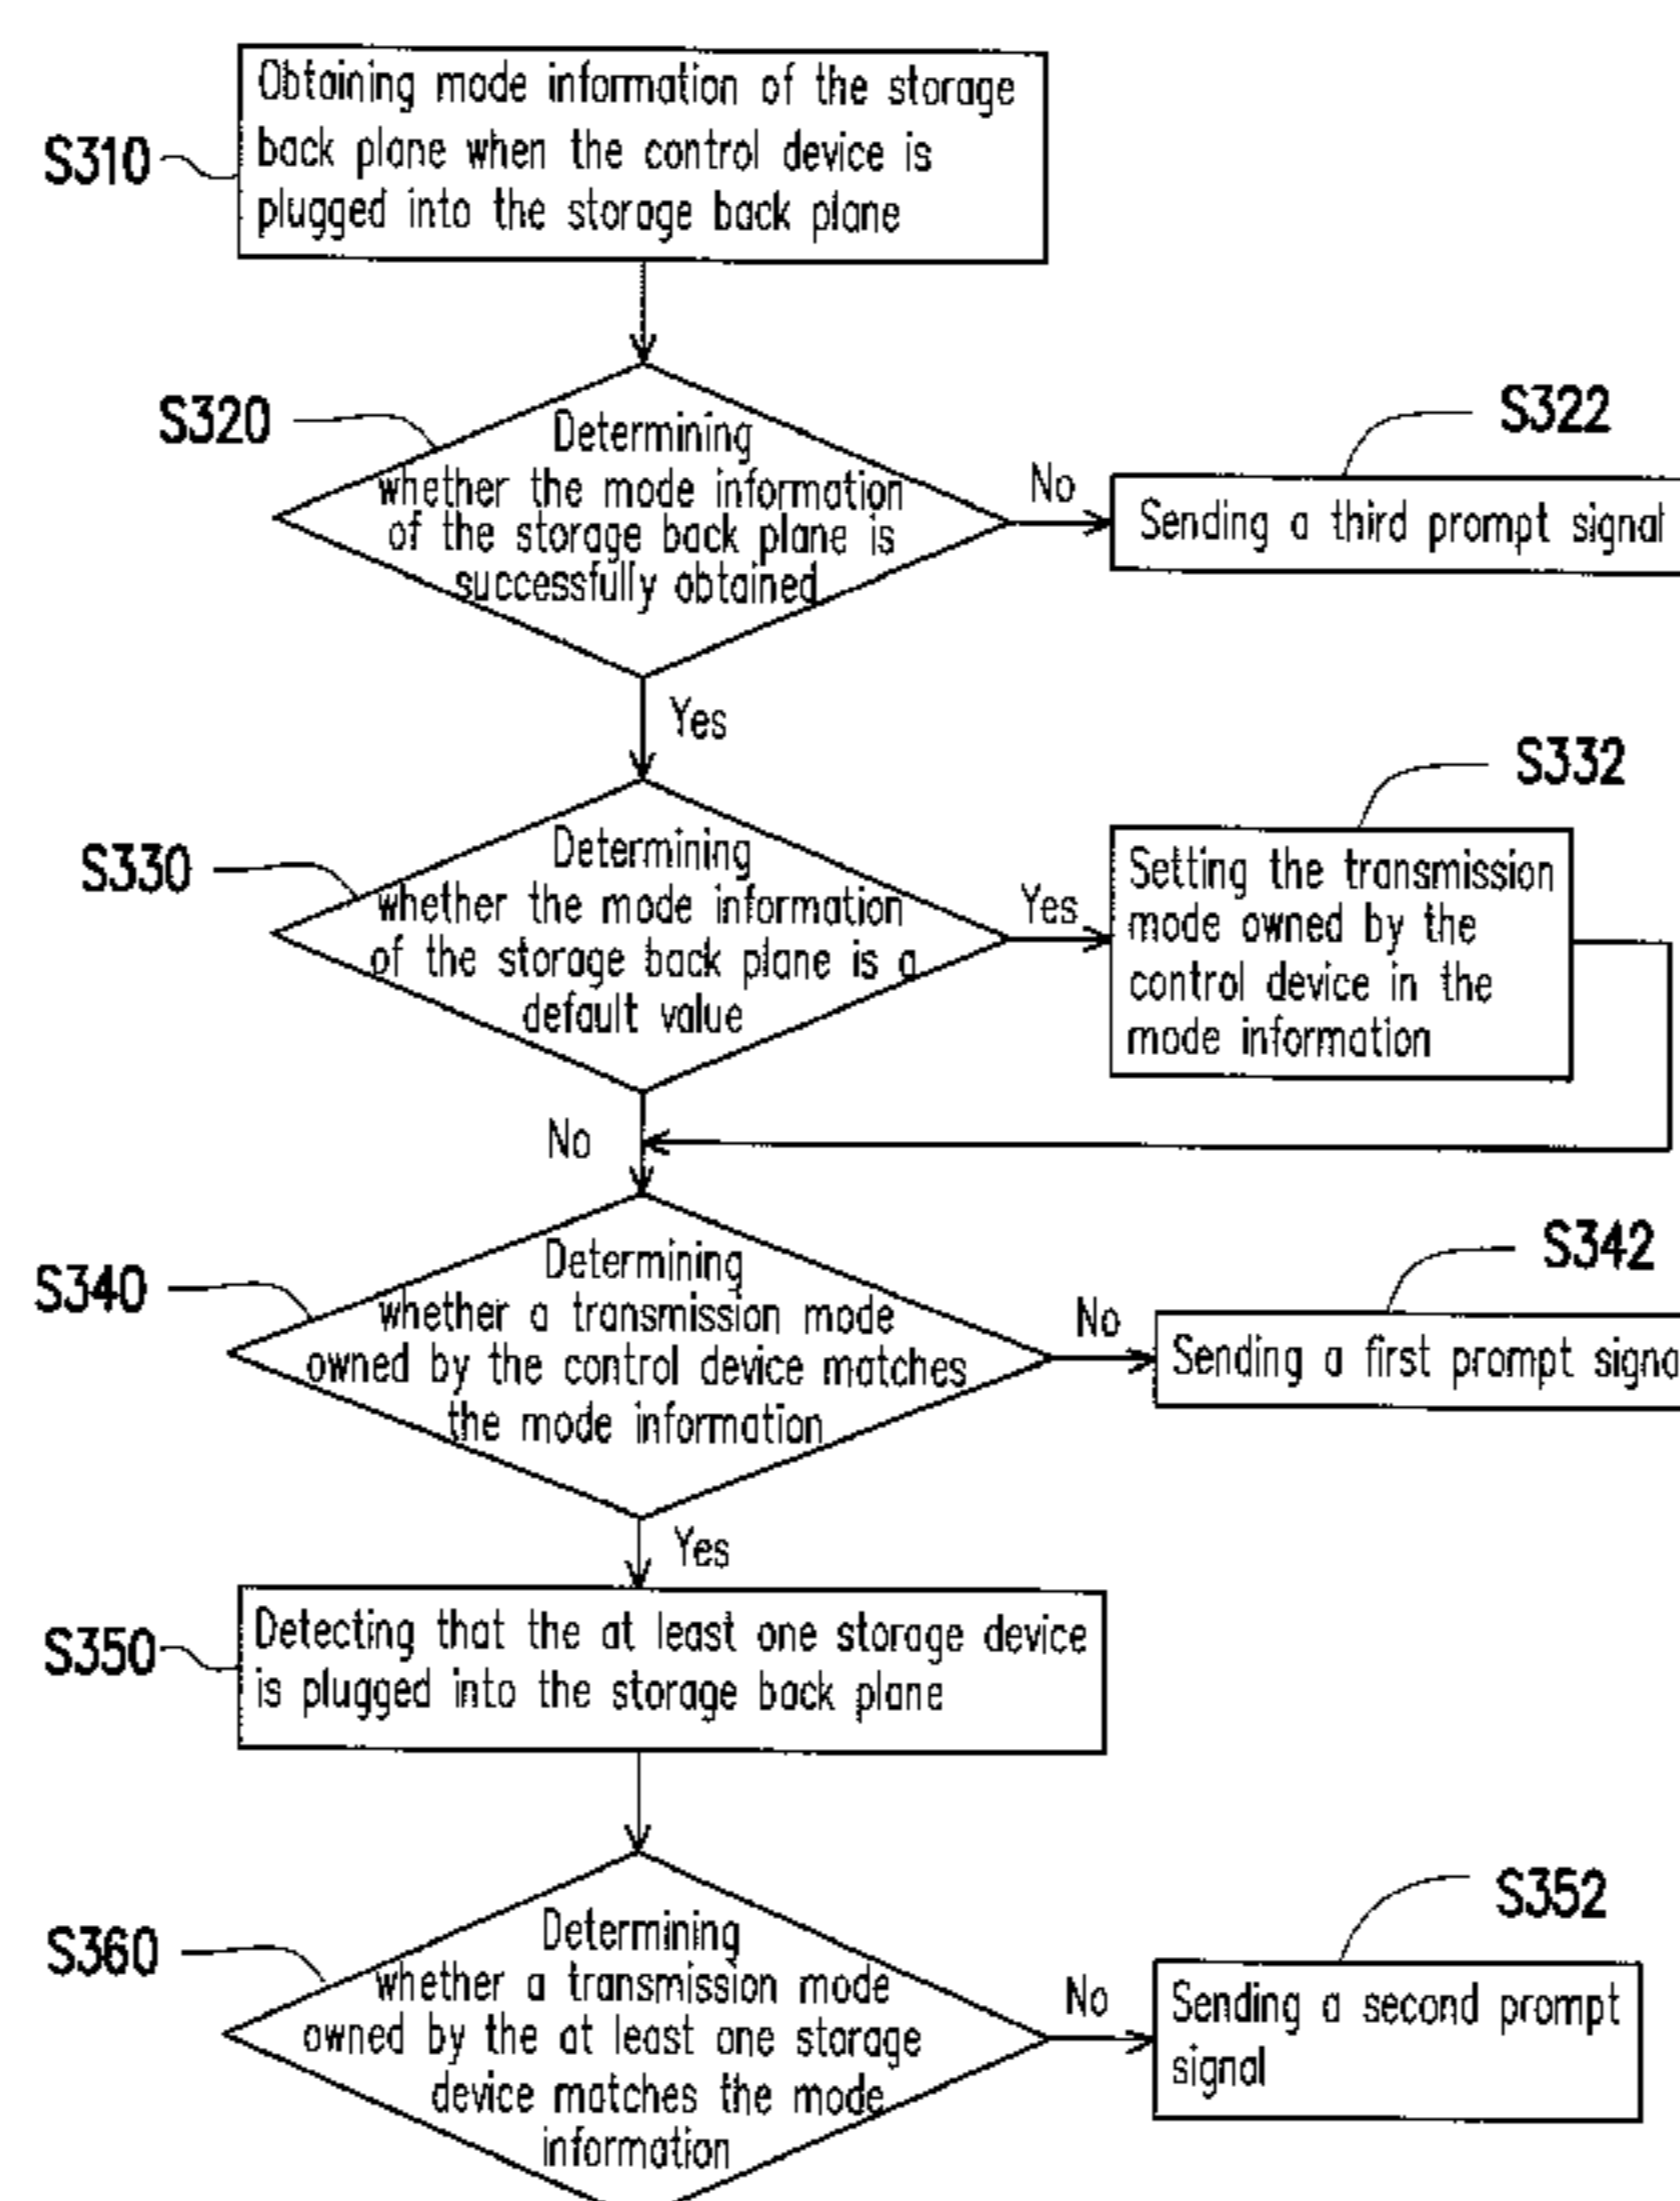 Obtaining mode information of the storage
back plane when the control device is
plugged into the storage back plane
S310
S320
Determining
whether the mode information
of the storage back plane is
successfully obtained
No
S322
Sending a third prompt signal
Yes
S330
Determining
whether the mode information
of the storage back plane is a
default value
Yes
S332
Setting the transmission
mode owned by the
control device in the
mode information
No
S340
Determining
whether a transmission mode
owned by the control device matches
the mode information
No
S342
Sending a first prompt signa
Yes
S350
Detecting that the at least one storage device
is plugged into the storage back plane
S360
Determining
whether a transmission mode
owned by the at least one storage
device matches the mode
information
No
S352
Sending a second prompt
signal